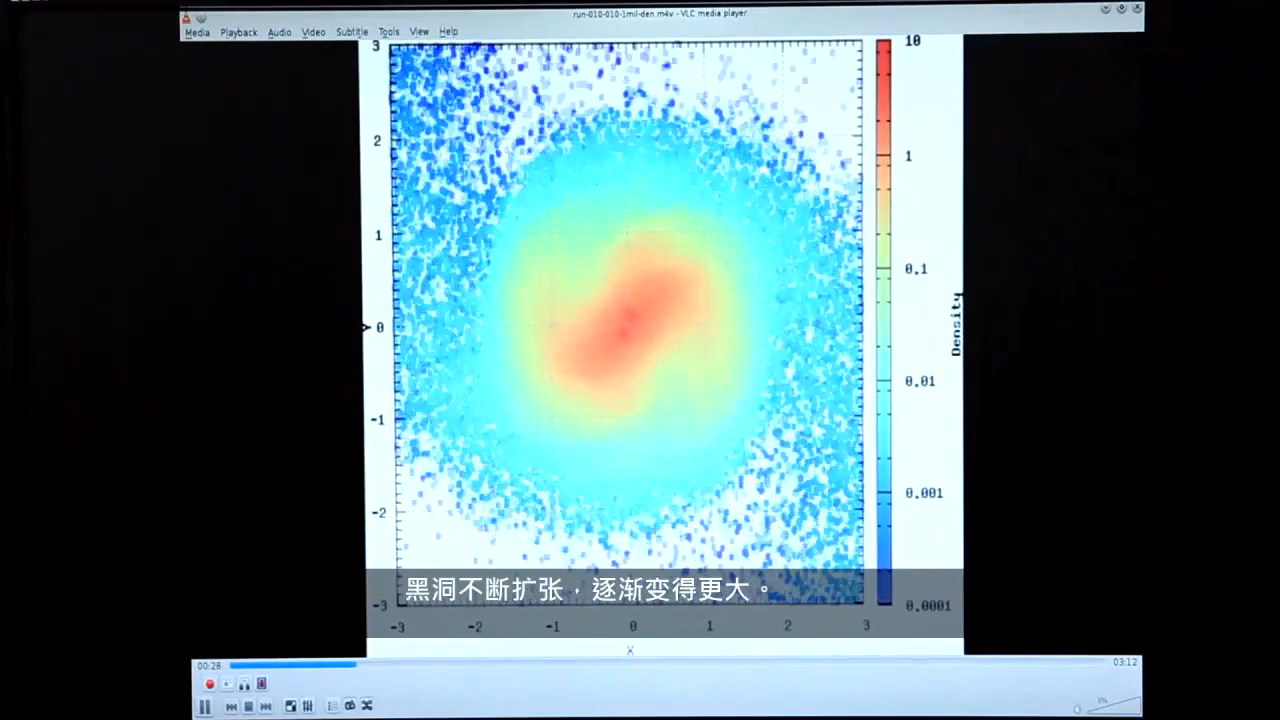 run-010-010-1mil-den.m4v - VLC media player
Media Playback Audio Video Subtitle Tools View Help
3
2
1
0
-1
-2
-3
-3 -2 -1 0 1 2 3
X
10
1
0.1
0.01
0.001
0.0001
Density
黑洞不断扩张，逐渐变得更大。
00:28
03:12